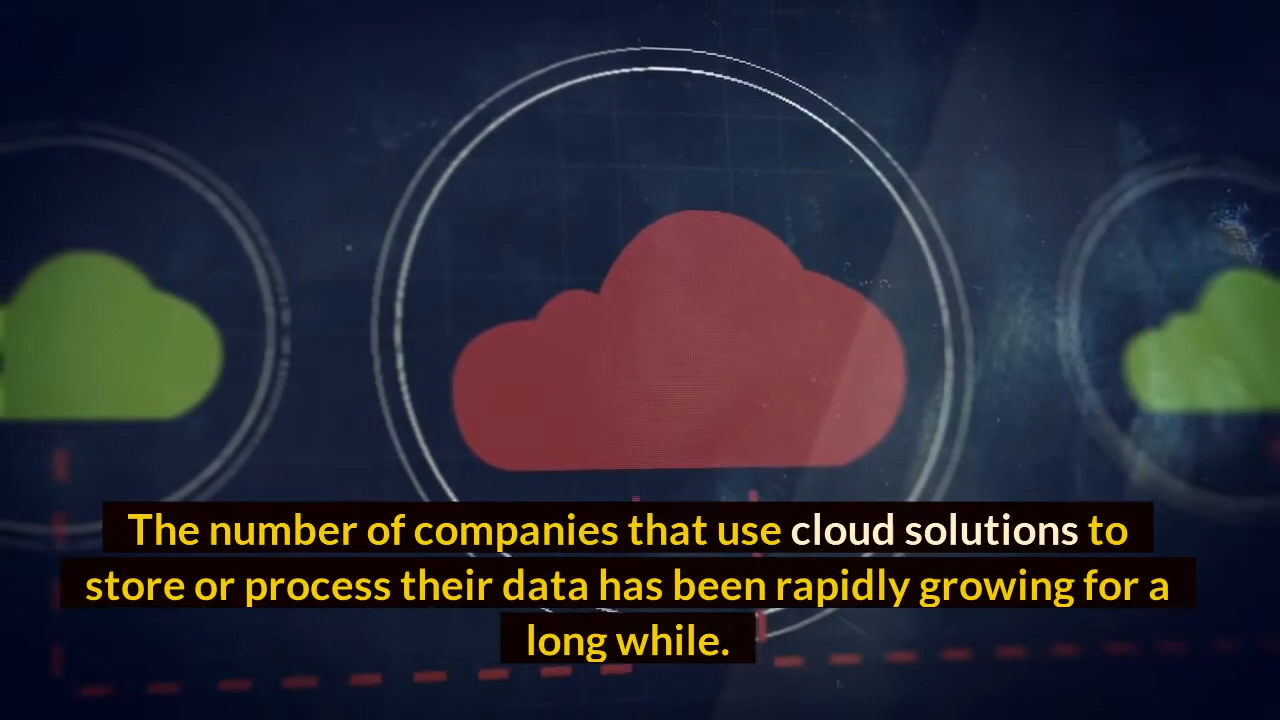 The number of companies that use cloud solutions to
store or process their data has been rapidly growing for a
long while.